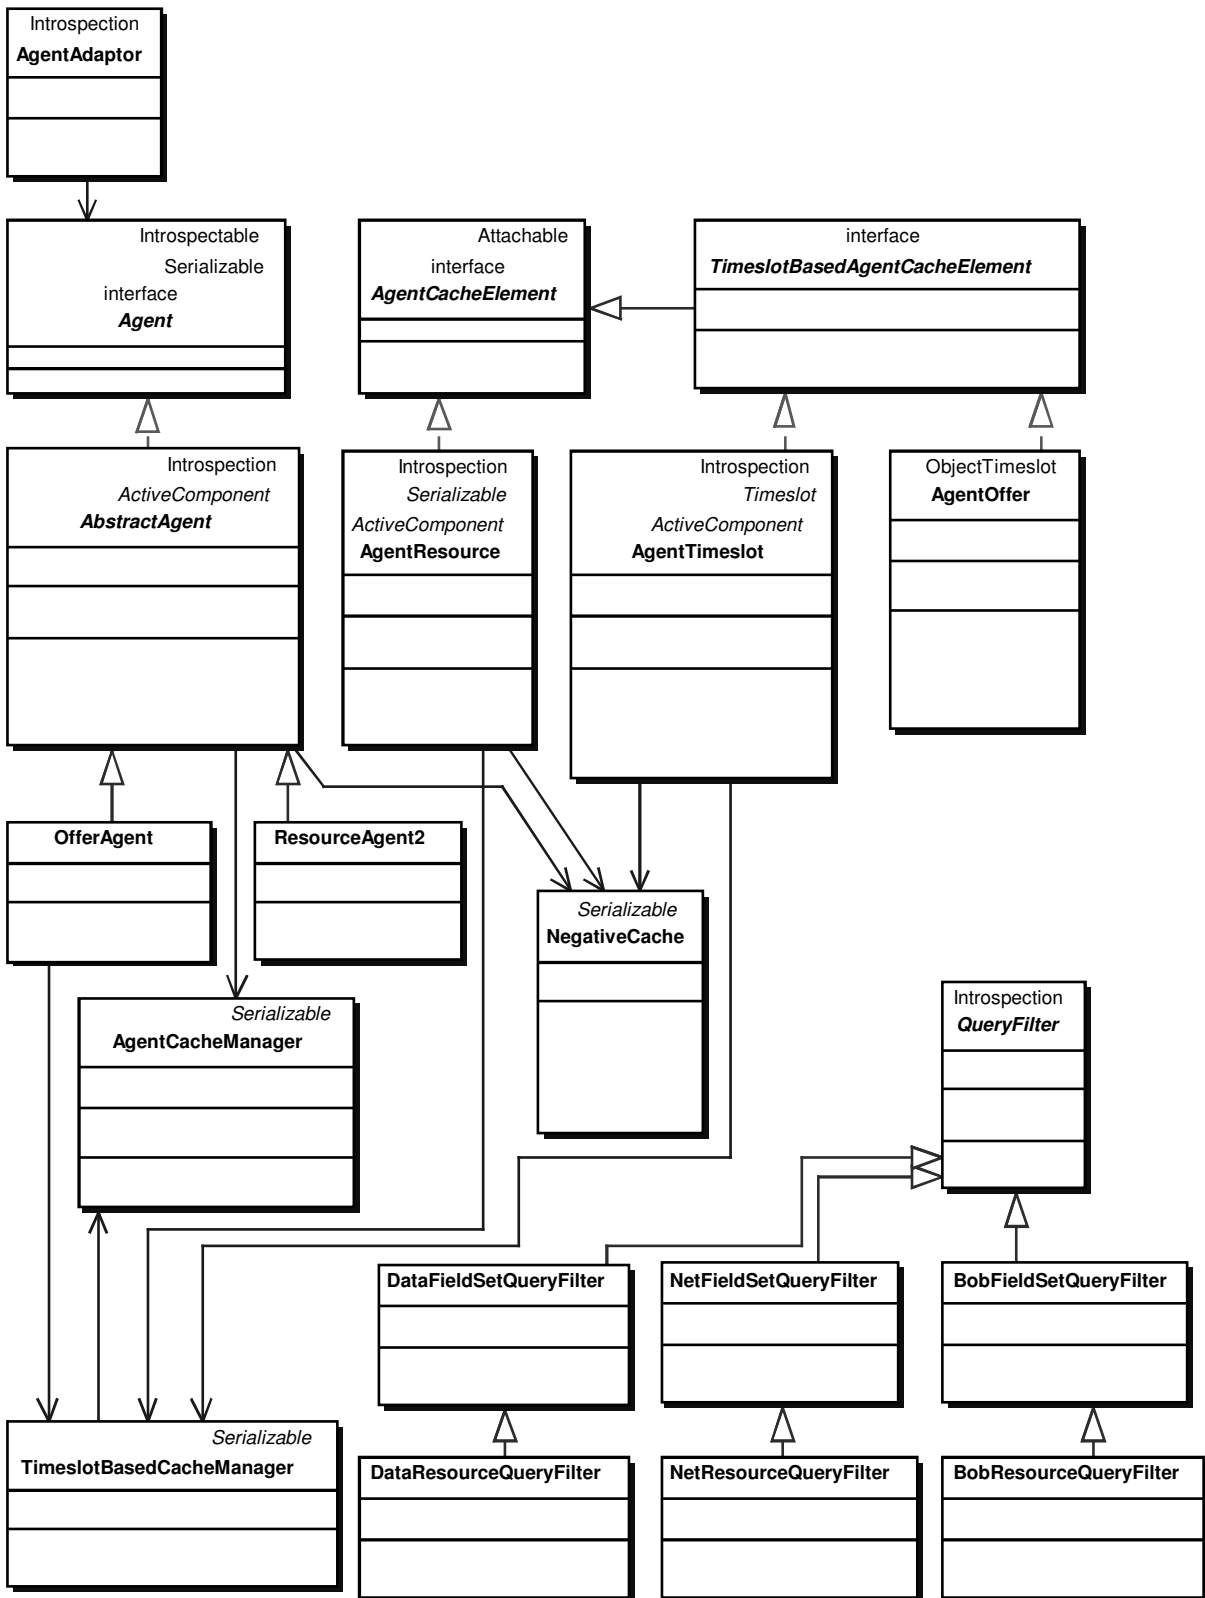 Introspection
AgentAdaptor
Introspectable
Serializable
interface
Agent
Attachable
interface
AgentCacheElement
interface
TimeslotBasedAgentCacheElement
Introspection
ActiveComponent
AbstractAgent
Introspection
Serializable
ActiveComponent
AgentResource
Introspection
Timeslot
ActiveComponent
AgentTimeslot
ObjectTimeslot
AgentOffer
OfferAgent
ResourceAgent2
Serializable
NegativeCache
Serializable
AgentCacheManager
Introspection
QueryFilter
DataFieldSetQueryFilter
NetFieldSetQueryFilter
BobFieldSetQueryFilter
Serializable
TimeslotBasedCacheManager
DataResourceQueryFilter
NetResourceQueryFilter
BobResourceQueryFilter